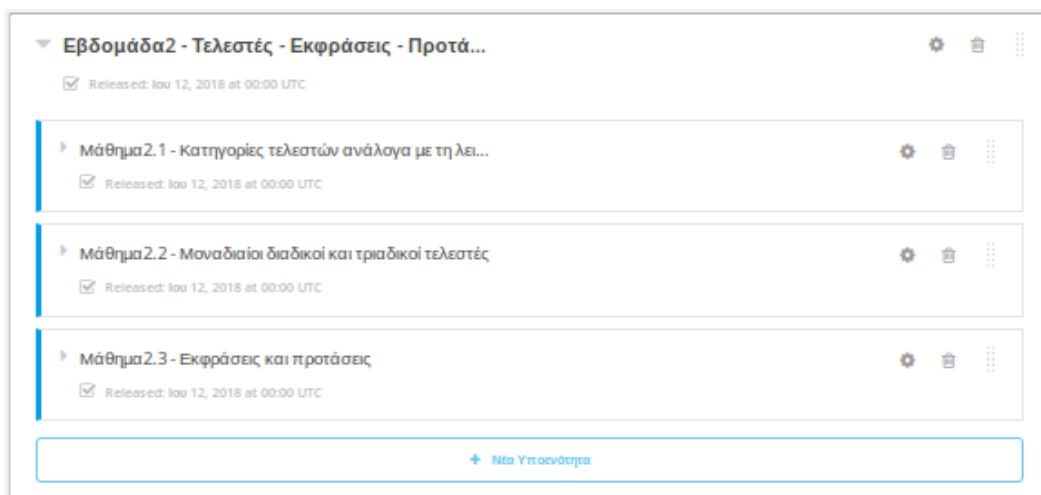 Εβδομάδα2 - Τελεστές - Εκφράσεις - Προτά...
Released: Ιου 12, 2018 at 00:00 UTC
Μάθημα2.1 - Κατηγορίες τελεστών ανάλογα με τη λει...
Released: Ιου 12, 2018 at 00:00 UTC
Μάθημα2.2 - Μοναδιαίοι διαδικοί και τριαδικοί τελεστές
Released: Ιου 12, 2018 at 00:00 UTC
Μάθημα2.3 - Εκφράσεις και προτάσεις
Released: Ιου 12, 2018 at 00:00 UTC
+ Νέα Υποενότητα